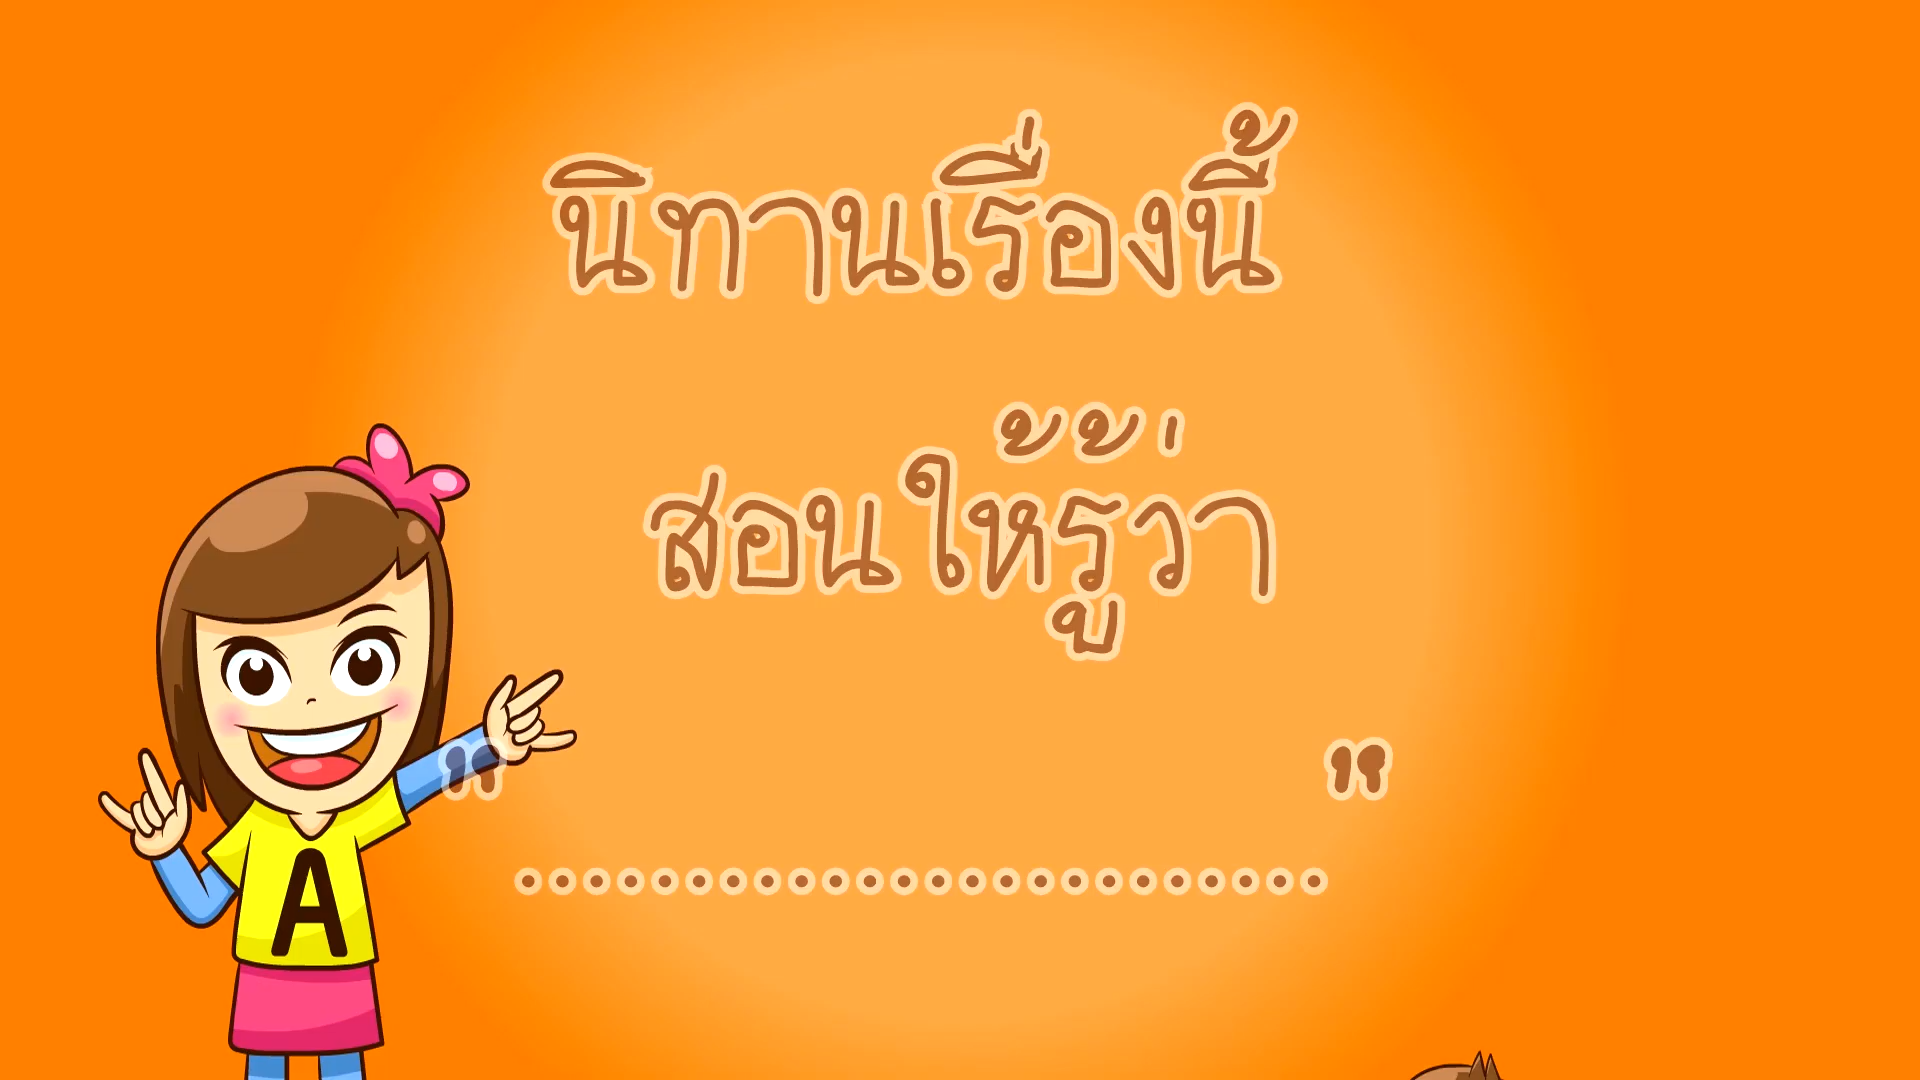 นิทานเรื่องนี้
สอนให้รู้ว่า
"                    "
........................
A